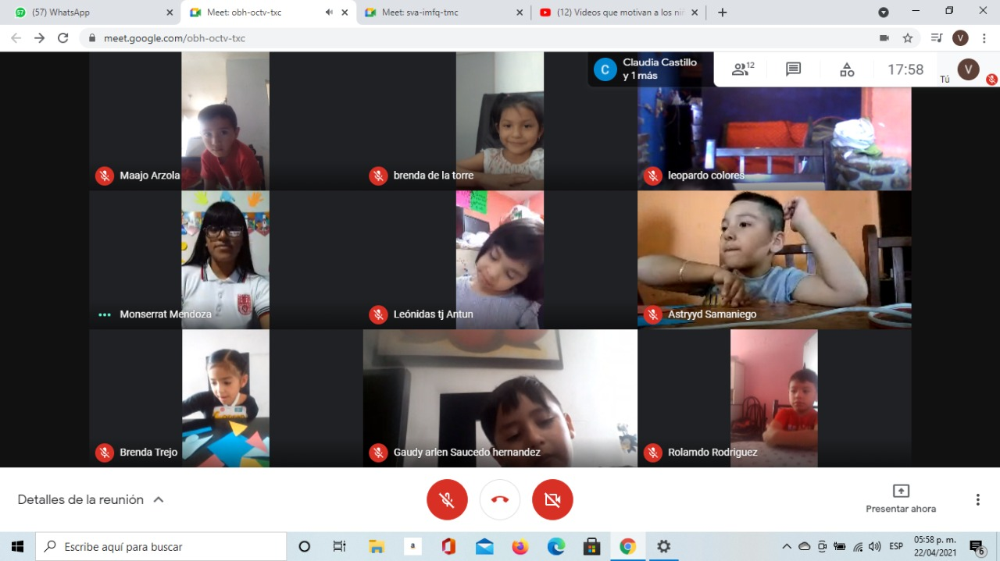 (57) WhatsApp
Meet: obh-octv-txc
Meet: sva-imfq-tmc
(12) Videos que motivan a los niñ
meet.google.com/obh-octv-txc
V
C
Claudia Castillo
y 1 más
12
17:58
Tú
V
Maajo Arzola
brenda de la torre
leopardo colores
Monserrat Mendoza
Leónidas tj Antun
Astryyd Samaniego
Brenda Trejo
Gaudy arlen Saucedo hernandez
Rolamdo Rodriguez
Detalles de la reunión
Presentar ahora
Escribe aquí para buscar
a
ESP
05:58 p. m.
22/04/2021
6